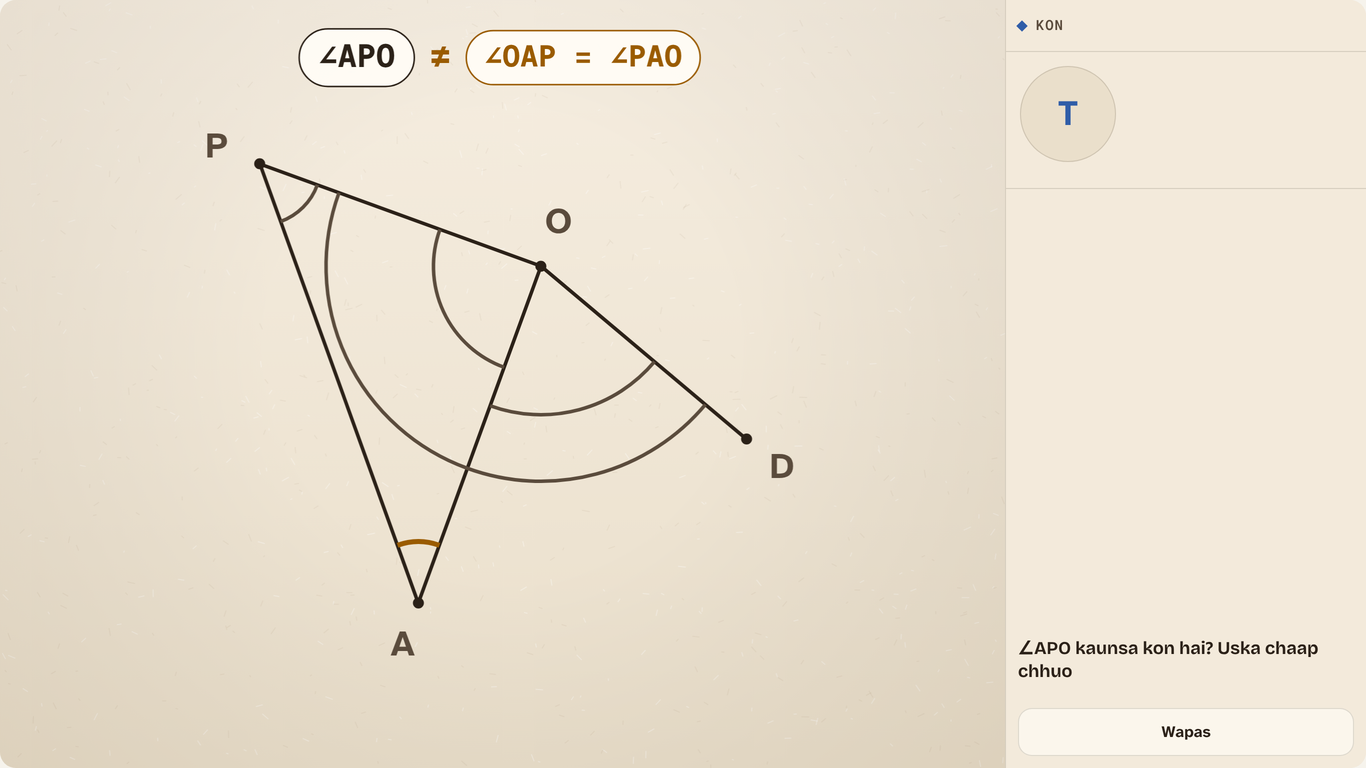 ∠APO ≠ ∠OAP = ∠PAO
P
O
D
A
KON
T
∠APO kaunsa kon hai? Uska chaap
chhuo
Wapas